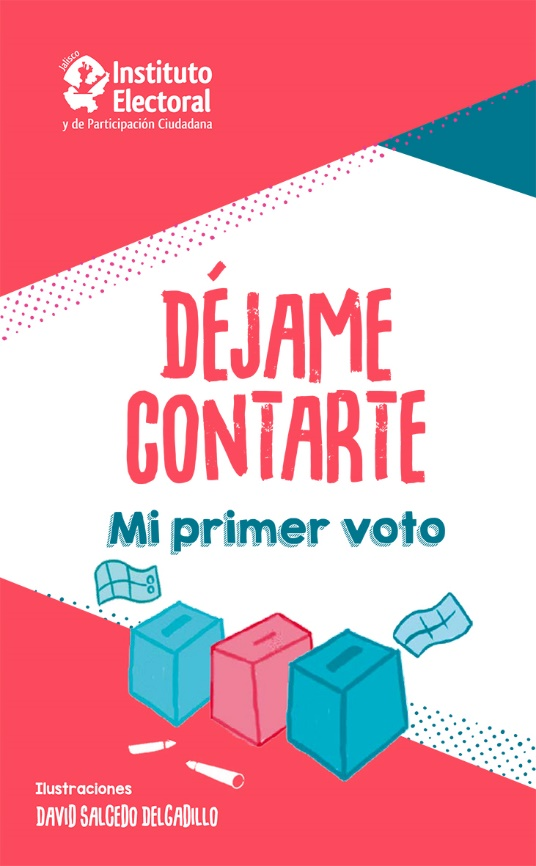 Jalisco
Instituto
Electoral
y de Participación Ciudadana
DÉJAME
CONTARTE
Mi primer voto
Ilustraciones
DAVID SALCEDO DELGADILLO